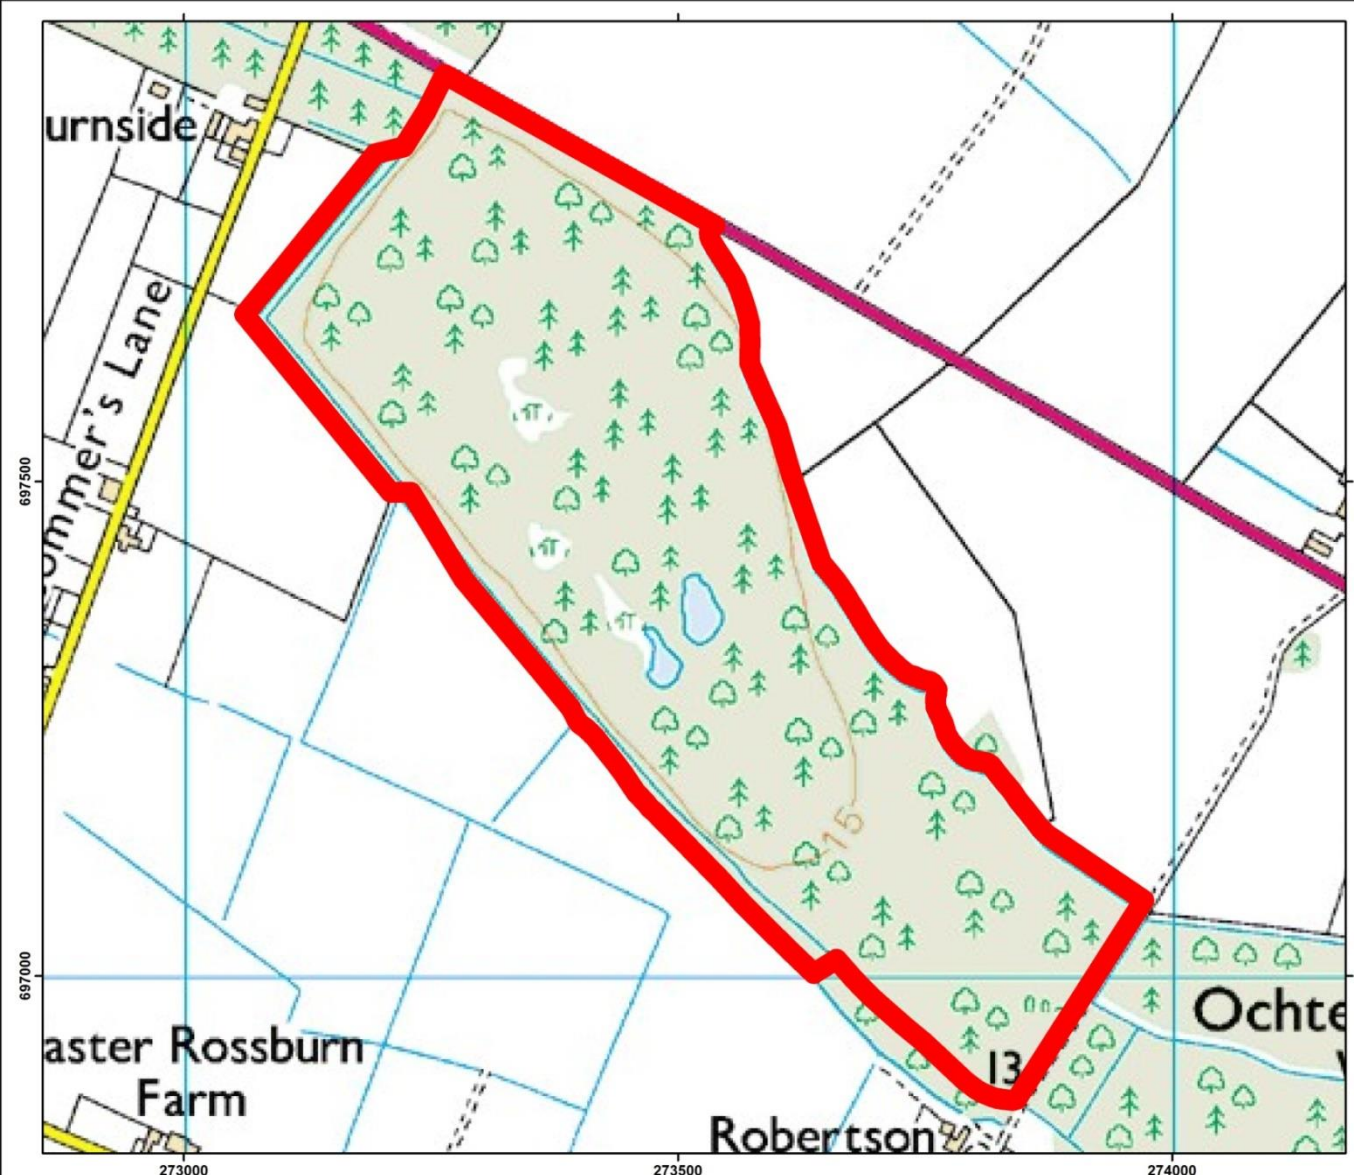 urnside
ommer's Lane
697500
15
697000
Ochte
aster Rossburn
Farm
13
Robertson
273000
273500
274000